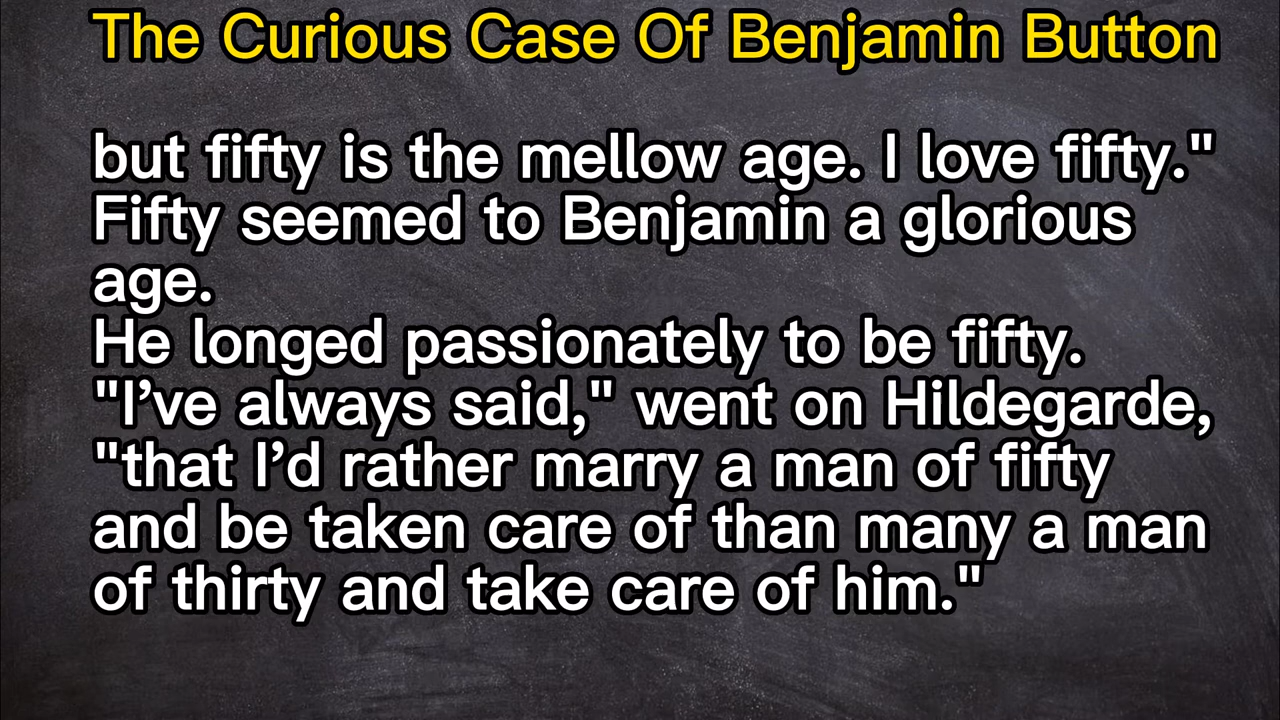 The Curious Case Of Benjamin Button
but fifty is the mellow age. I love fifty."
Fifty seemed to Benjamin a glorious
age.
He longed passionately to be fifty.
"I’ve always said," went on Hildegarde,
"that I’d rather marry a man of fifty
and be taken care of than many a man
of thirty and take care of him."